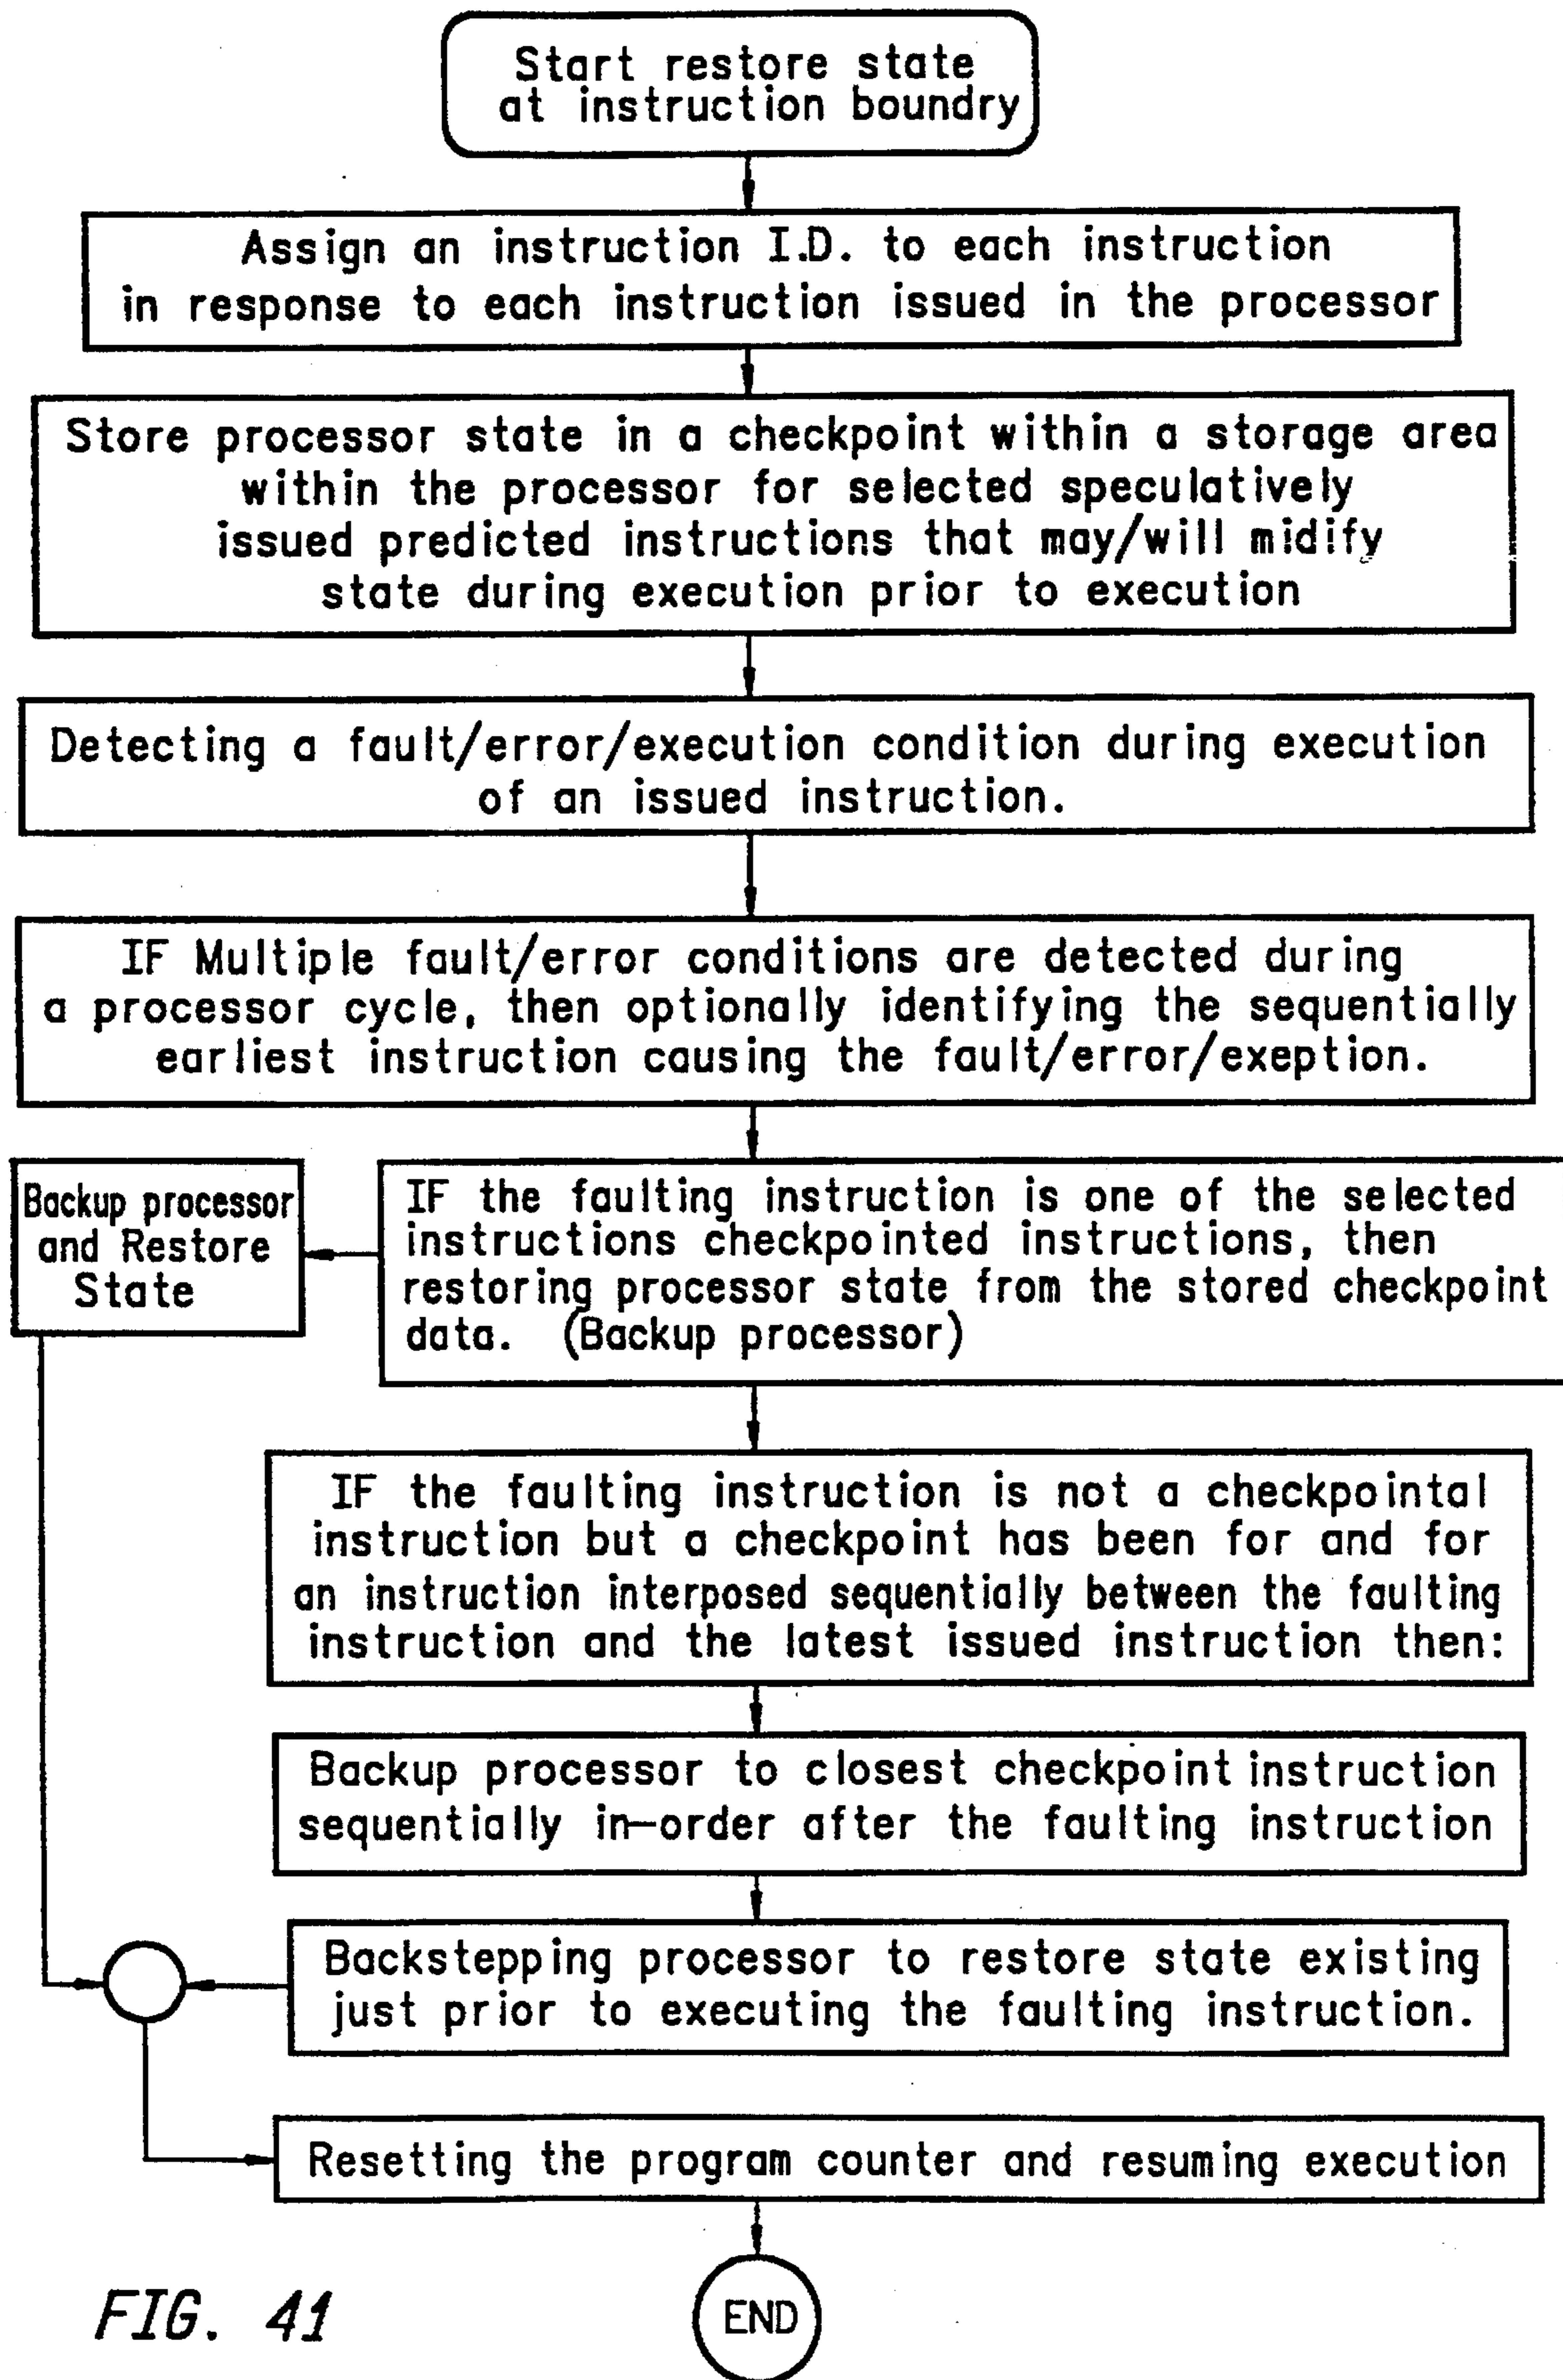 Start restore state
at instruction boundry
Assign an instruction I.D. to each instruction
in response to each instruction issued in the processor
Store processor state in a checkpoint within a storage area
within the processor for selected speculatively
issued predicted instructions that may/will midify
state during execution prior to execution
Detecting a fault/error/execution condition during execution
of an issued instruction.
IF Multiple fault/error conditions are detected during
a processor cycle, then optionally identifying the sequentially
earliest instruction causing the fault/error/exeption.
Backup processor
and Restore
State
IF the faulting instruction is one of the selected
instructions checkpointed instructions, then
restoring processor state from the stored checkpoint
data. (Backup processor)
IF the faulting instruction is not a checkpointal
instruction but a checkpoint has been for and for
an instruction interposed sequentially between the faulting
instruction and the latest issued instruction then:
Backup processor to closest checkpoint instruction
sequentially in-order after the faulting instruction
Backstepping processor to restore state existing
just prior to executing the faulting instruction.
Resetting the program counter and resuming execution
END
FIG. 41